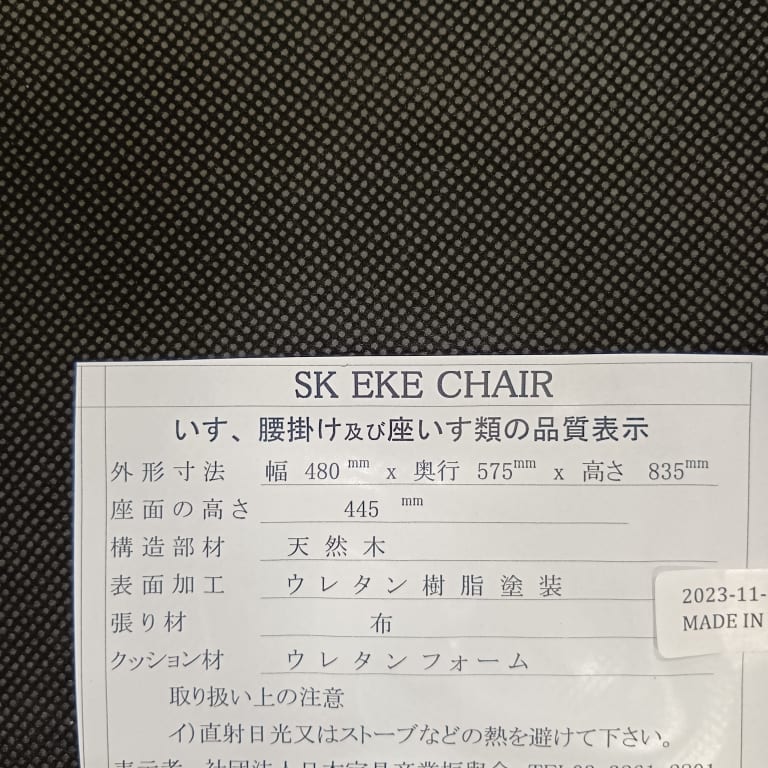 SK EKE CHAIR
いす、腰掛け及び座いす類の品質表示
外形寸法 幅 480 mm x 奥行 575mm x 高さ 835mm
座面の高さ 445 mm
構造部材 天然木
表面加工 ウレタン樹脂塗装
張り材 布
クッション材 ウレタンフォーム
2023-11-
MADE IN
取り扱い上の注意
イ)直射日光又はストーブなどの熱を避けて下さい。